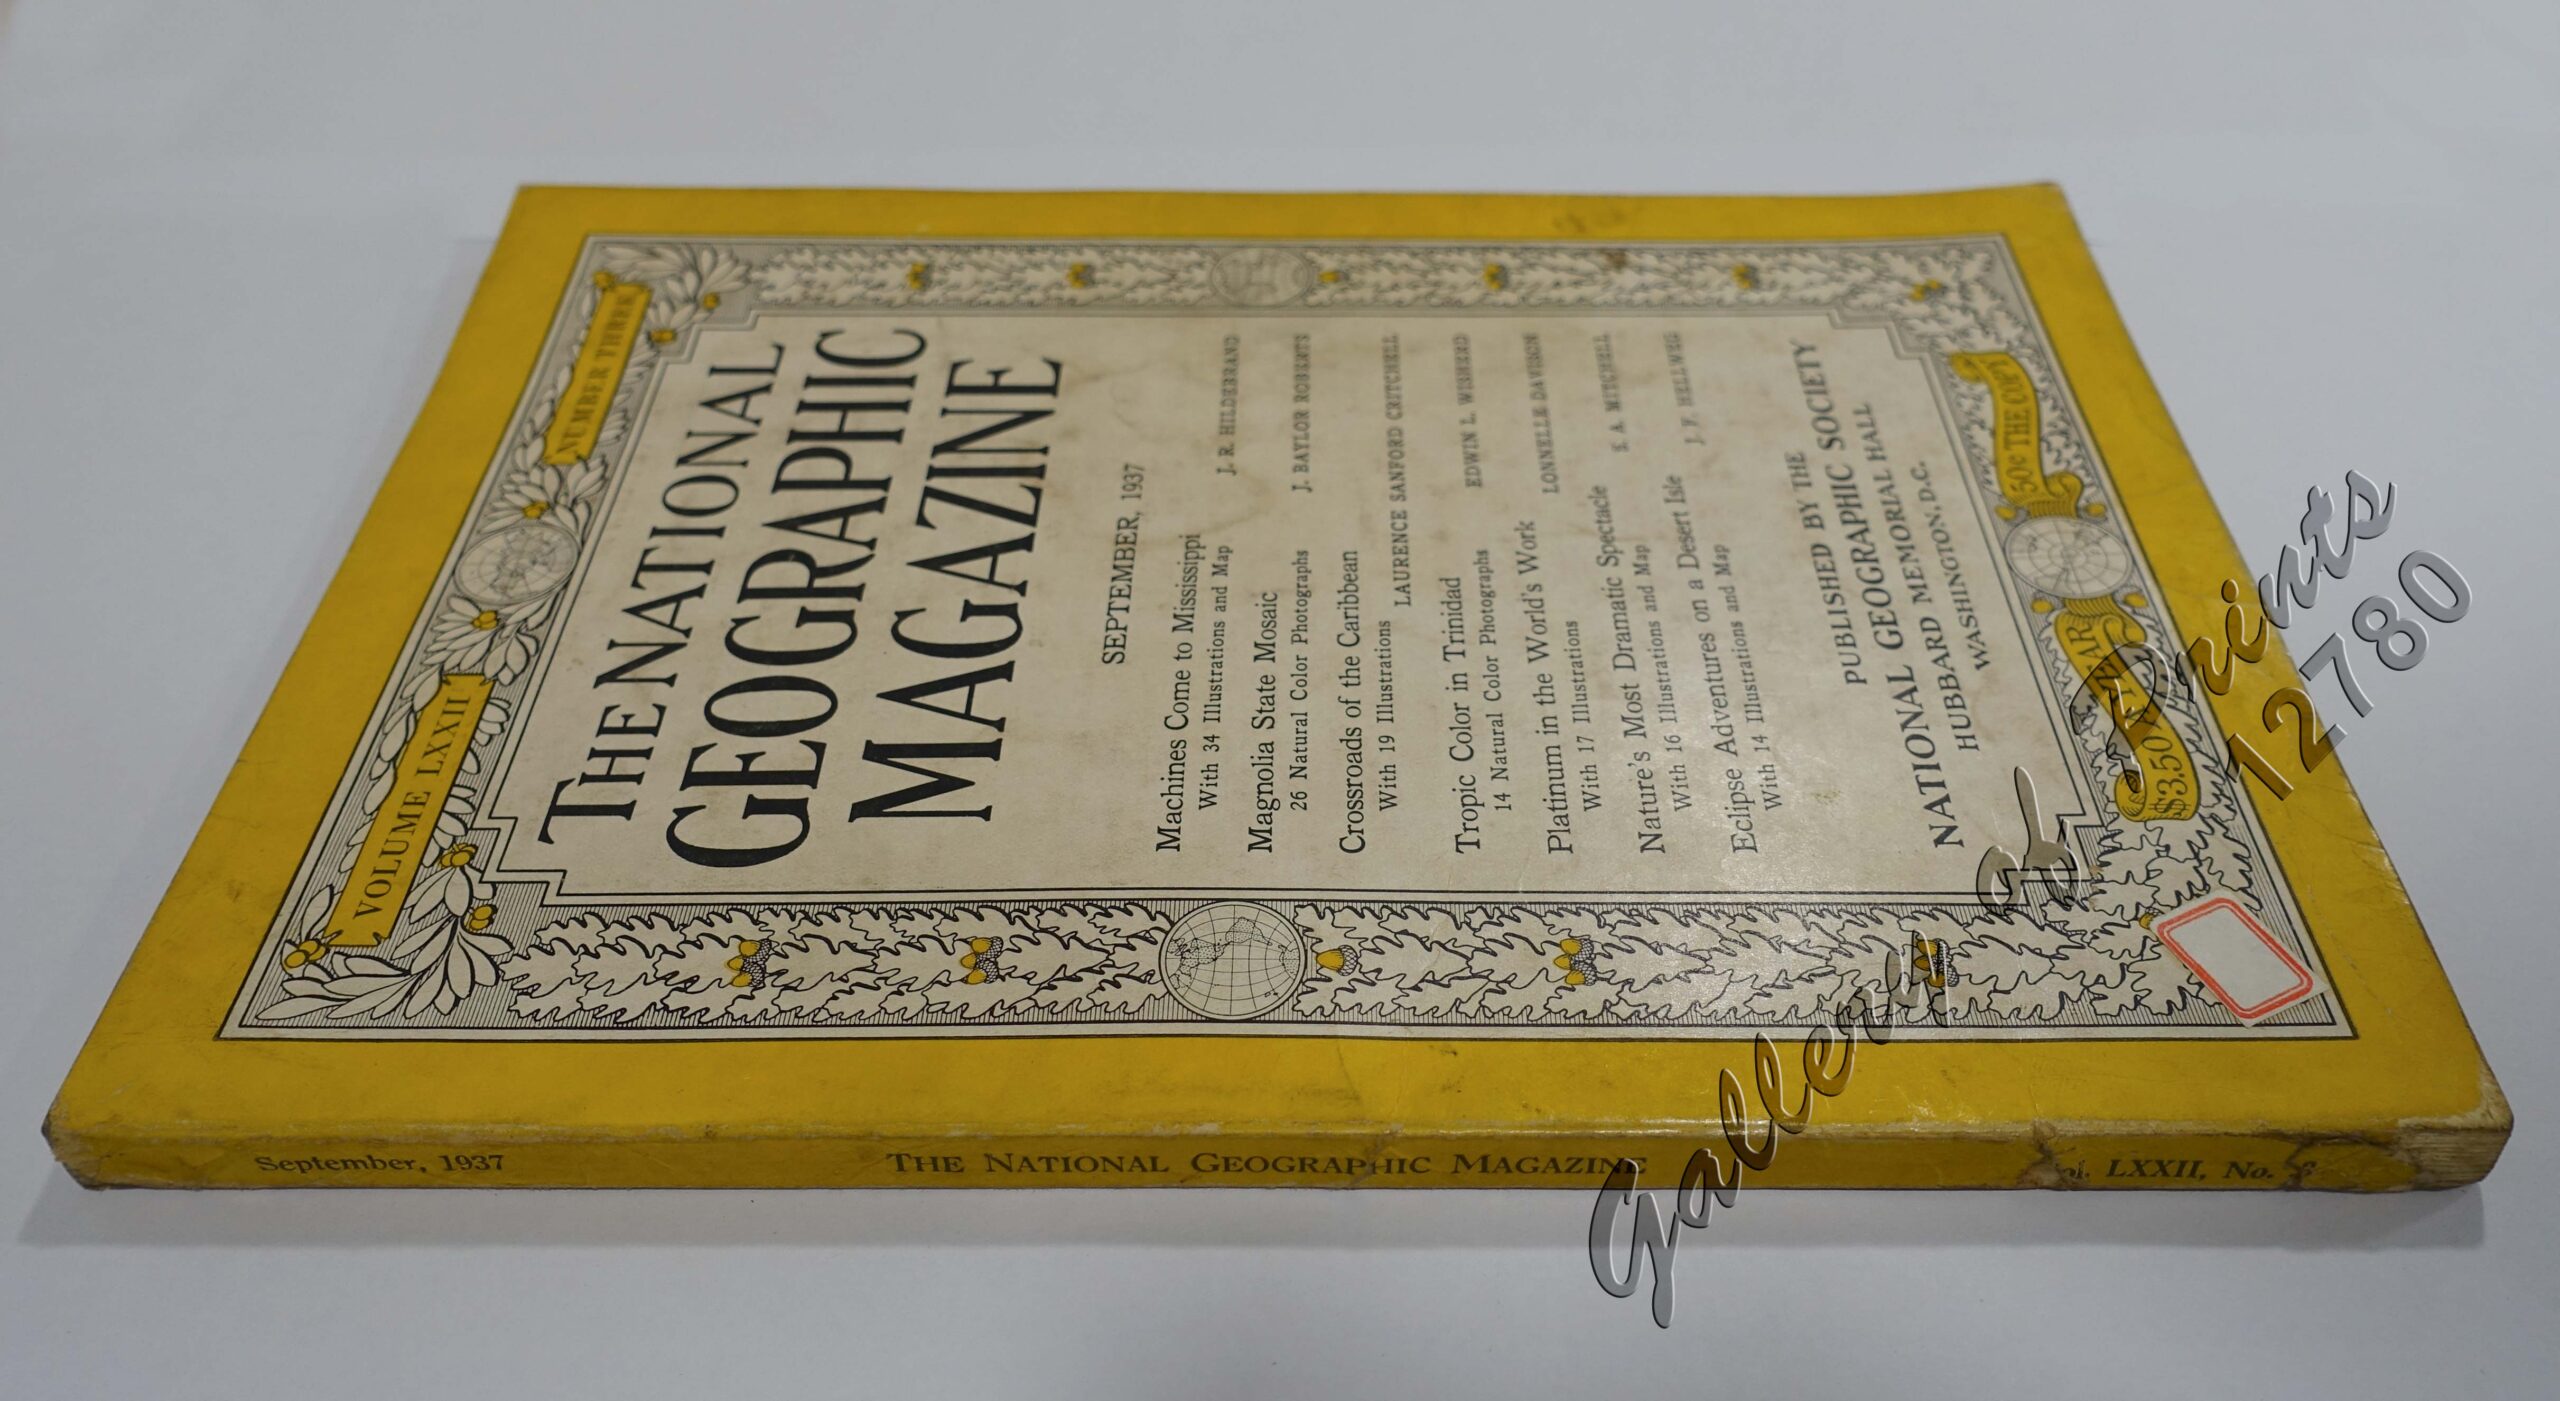 VOLUME LXXII
NUMBER THREE
THE NATIONAL
GEOGRAPHIC
MAGAZINE
SEPTEMBER, 1937
Machines Come to Mississippi
With 34 Illustrations and Map J. R. HILDEBRAND
Magnolia State Mosaic
26 Natural Color Photographs J. BAYLOR ROBERTS
Crossroads of the Caribbean
With 19 Illustrations LAURENCE SANFORD CRITCHELL
Tropic Color in Trinidad
14 Natural Color Photographs EDWIN L. WISHERD
Platinum in the World's Work
With 17 Illustrations LONNELLE DAVISON
Nature's Most Dramatic Spectacle
With 16 Illustrations and Map S. A. MITCHELL
Eclipse Adventures on a Desert Isle
With 14 Illustrations and Map J. F. HELLWEG
PUBLISHED BY THE
NATIONAL GEOGRAPHIC SOCIETY
HUBBARD MEMORIAL HALL
WASHINGTON, D.C.
$3.50 A YEAR
50¢ THE COPY
September, 1937
THE NATIONAL GEOGRAPHIC MAGAZINE
LXXII, No.
Gallery & Prints
12780